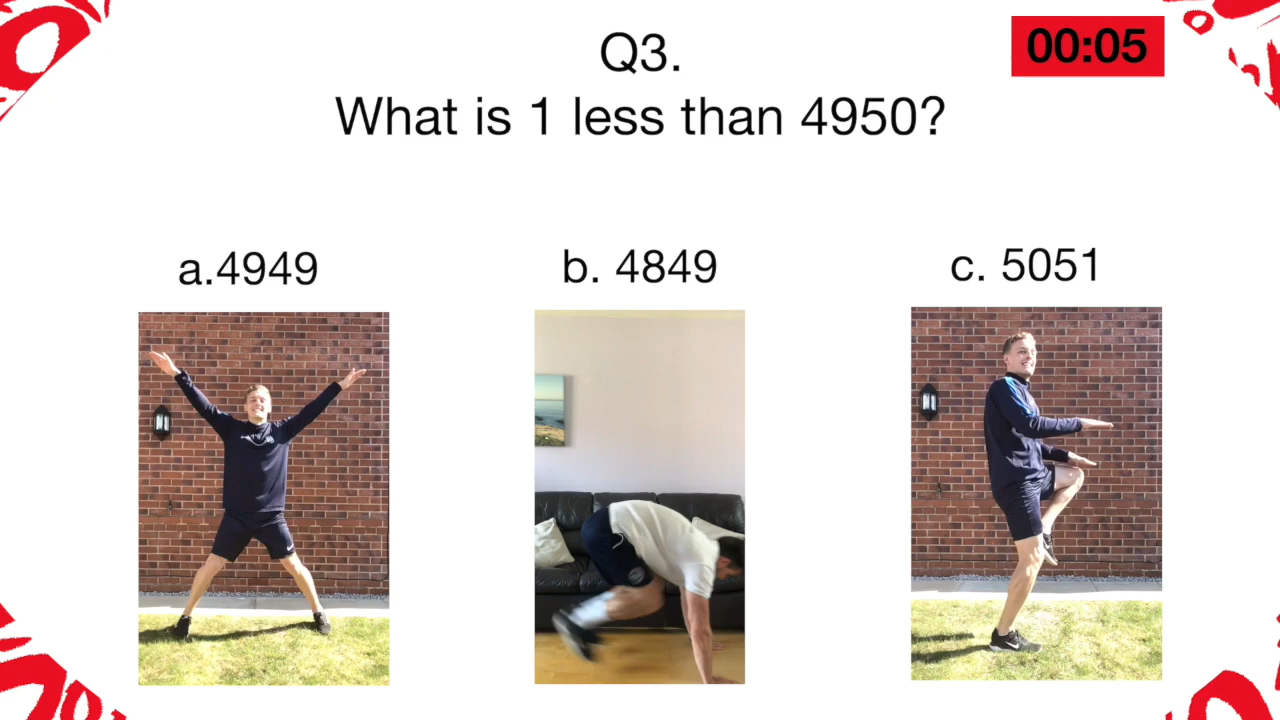 Q3.
00:05
What is 1 less than 4950?
a.4949
b. 4849
c. 5051